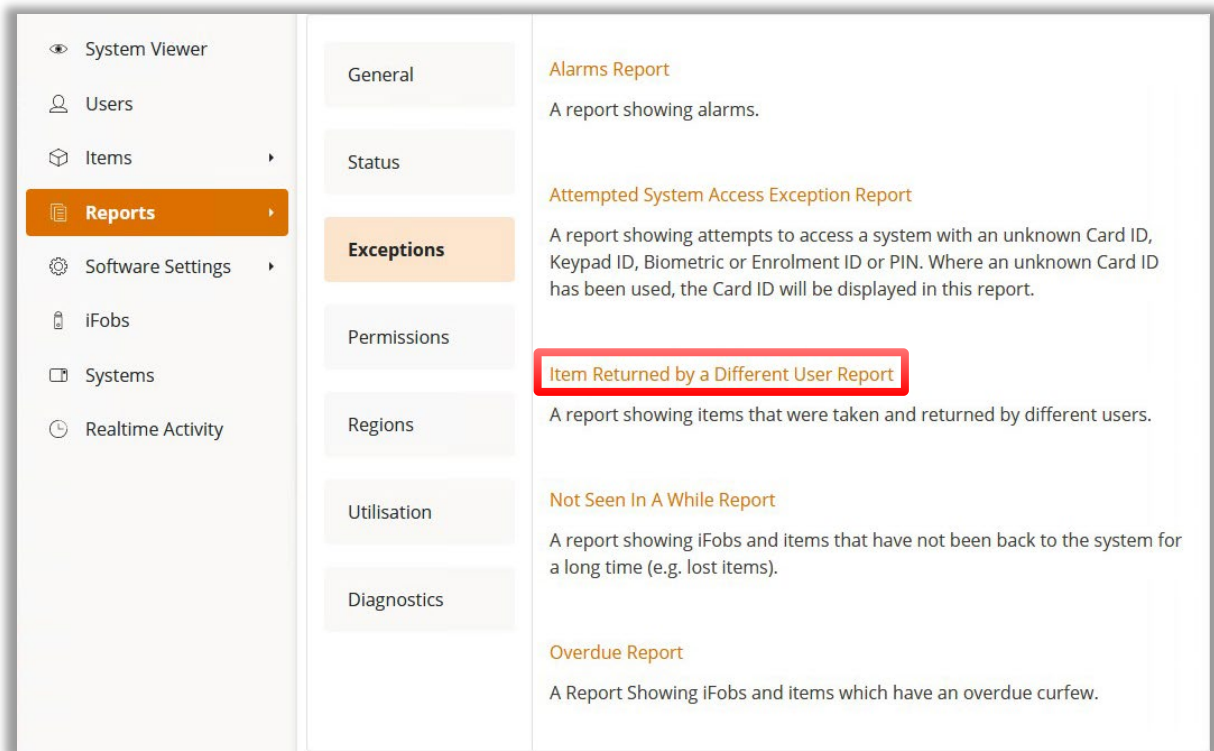 System Viewer
Users
Items
Reports
Software Settings
iFobs
Systems
Realtime Activity
General
Status
Exceptions
Permissions
Regions
Utilisation
Diagnostics
Alarms Report
A report showing alarms.
Attempted System Access Exception Report
A report showing attempts to access a system with an unknown Card ID,
Keypad ID, Biometric or Enrolment ID or PIN. Where an unknown Card ID
has been used, the Card ID will be displayed in this report.
Item Returned by a Different User Report
A report showing items that were taken and returned by different users.
Not Seen In A While Report
A report showing iFobs and items that have not been back to the system for
a long time (e.g. lost items).
Overdue Report
A Report Showing iFobs and items which have an overdue curfew.